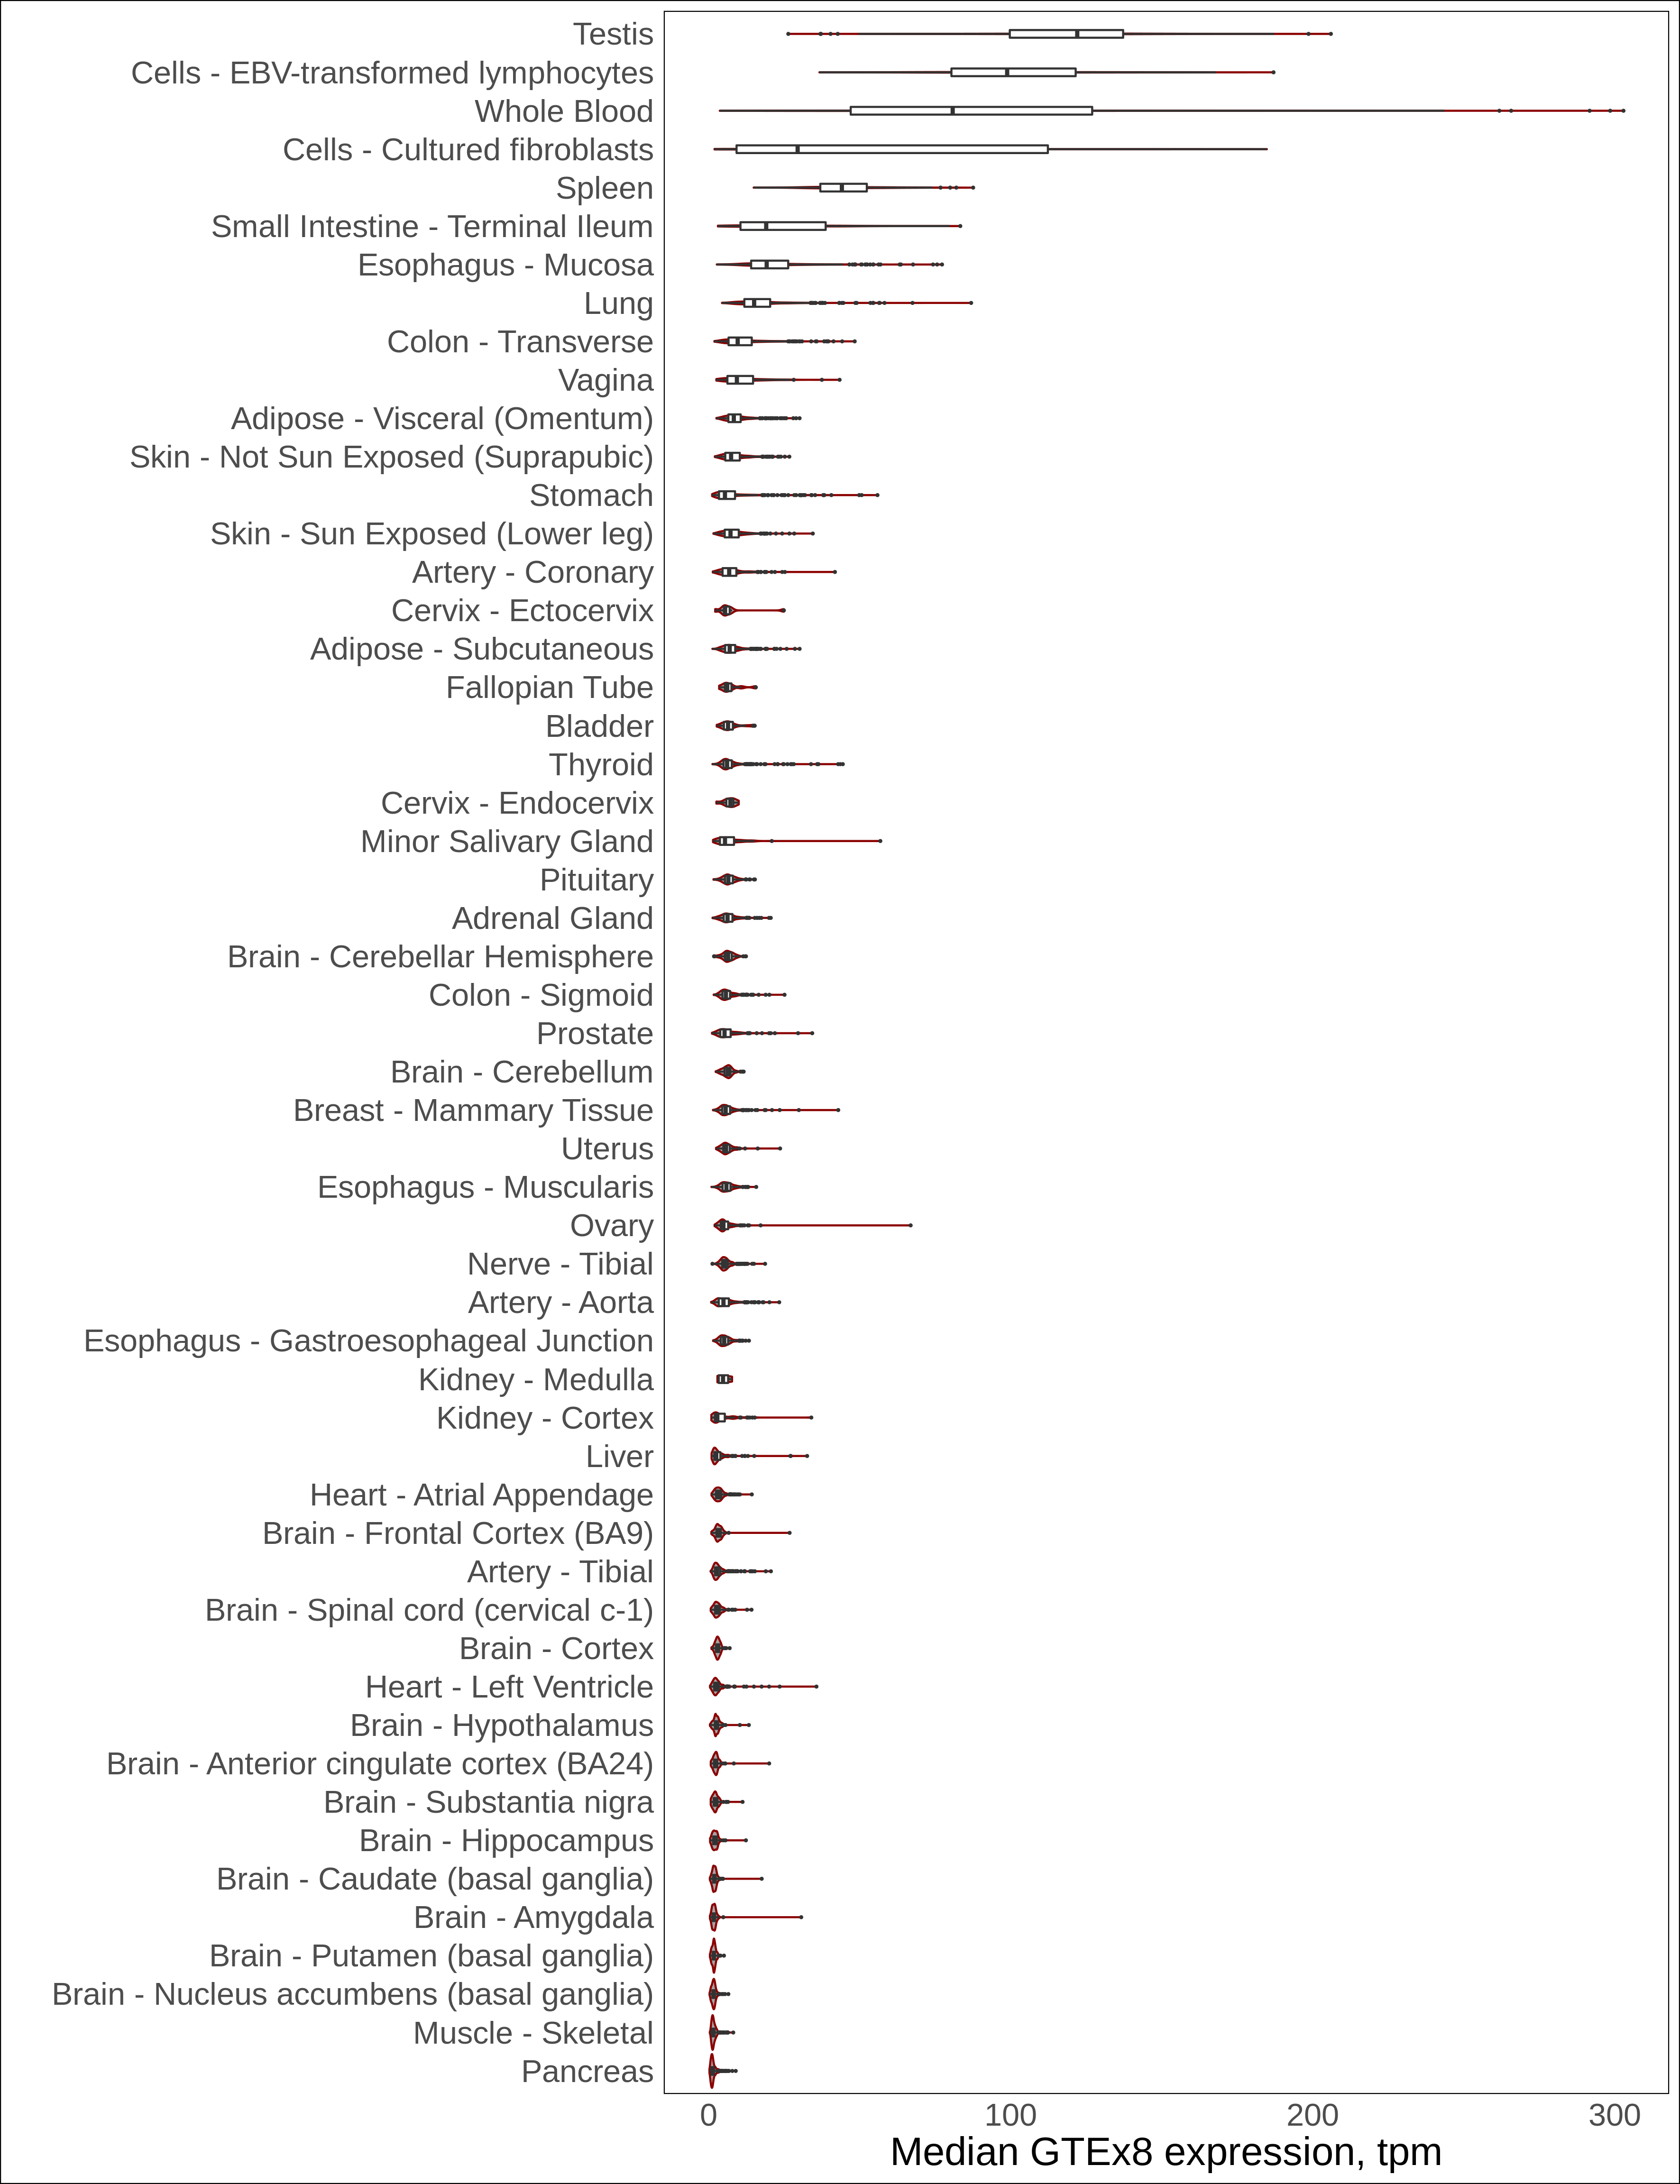 Testis
Cells - EBV-transformed lymphocytes
Whole Blood
Cells - Cultured fibroblasts
Spleen
Small Intestine - Terminal Ileum
Esophagus - Mucosa
Lung
Colon - Transverse
Vagina
Adipose - Visceral (Omentum)
Skin - Not Sun Exposed (Suprapubic)
Stomach
Skin - Sun Exposed (Lower leg)
Artery - Coronary
Cervix - Ectocervix
Adipose - Subcutaneous
Fallopian Tube
Bladder
Thyroid
Cervix - Endocervix
Minor Salivary Gland
Pituitary
Adrenal Gland
Brain - Cerebellar Hemisphere
Colon - Sigmoid
Prostate
Brain - Cerebellum
Breast - Mammary Tissue
Uterus
Esophagus - Muscularis
Ovary
Nerve - Tibial
Artery - Aorta
Esophagus - Gastroesophageal Junction
Kidney - Medulla
Kidney - Cortex
Liver
Heart - Atrial Appendage
Brain - Frontal Cortex (BA9)
Artery - Tibial
Brain - Spinal cord (cervical c-1)
Brain - Cortex
Heart - Left Ventricle
Brain - Hypothalamus
Brain - Anterior cingulate cortex (BA24)
Brain - Substantia nigra
Brain - Hippocampus
Brain - Caudate (basal ganglia)
Brain - Amygdala
Brain - Putamen (basal ganglia)
Brain - Nucleus accumbens (basal ganglia)
Muscle - Skeletal
Pancreas
0 100 200 300
Median GTEx8 expression, tpm